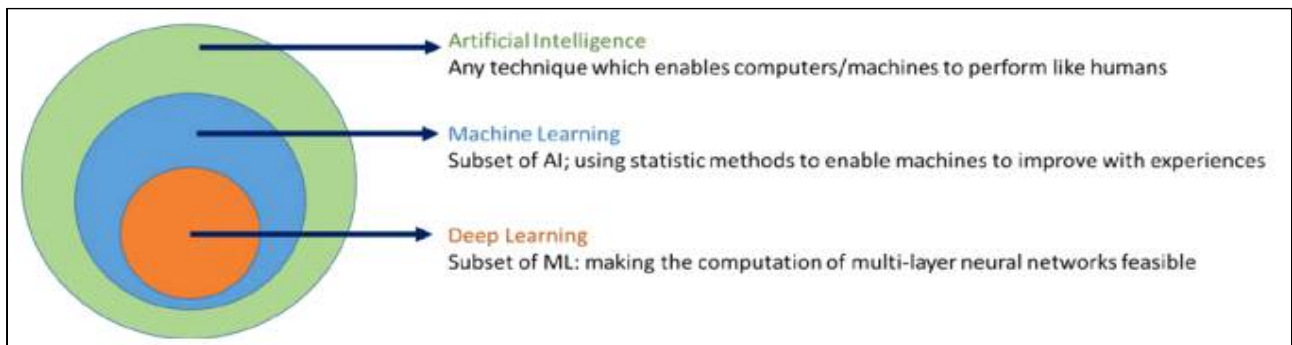 Artificial Intelligence
Any technique which enables computers/machines to perform like humans
Machine Learning
Subset of AI; using statistic methods to enable machines to improve with experiences
Deep Learning
Subset of ML: making the computation of multi-layer neural networks feasible